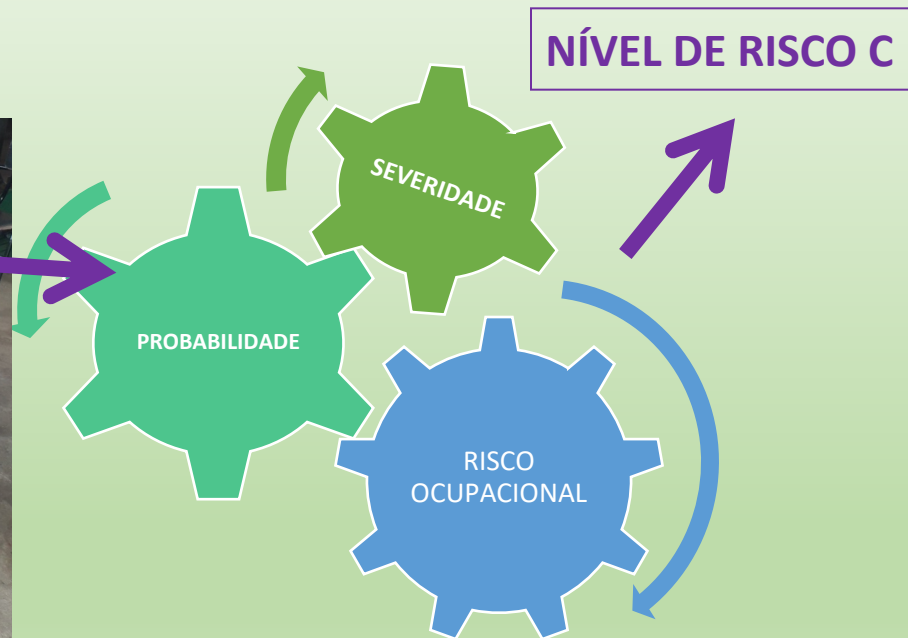 NÍVEL DE RISCO C
SEVERIDADE
PROBABILIDADE
RISCO
OCUPACIONAL